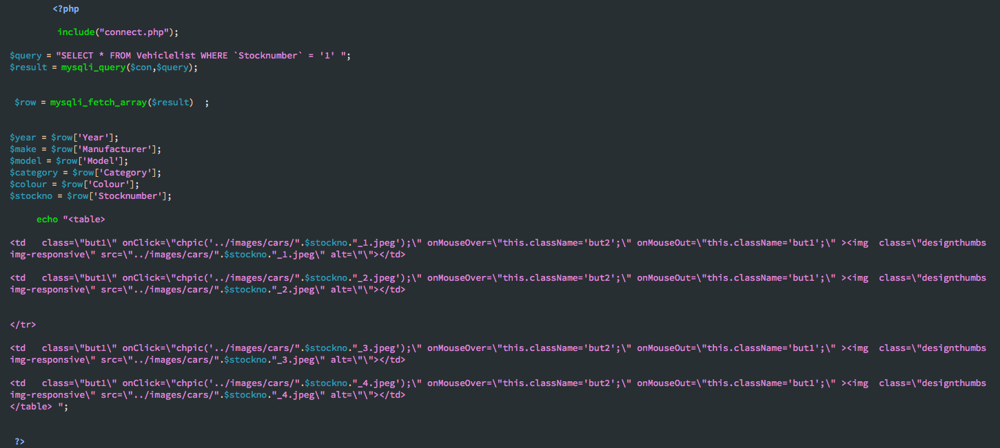 <?php
include("connect.php");
$query = "SELECT * FROM Vehiclelist WHERE `Stocknumber` = '1' ";
$result = mysqli_query($con,$query);
$row = mysqli_fetch_array($result)  ;
$year = $row['Year'];
$make = $row['Manufacturer'];
$model = $row['Model'];
$category = $row['Category'];
$colour = $row['Colour'];
$stockno = $row['Stocknumber'];
echo "<table>
<td   class=\"but1\" onClick=\"chpic('../images/cars/".$stockno."_1.jpeg');\" onMouseOver=\"this.className='but2';\" onMouseOut=\"this.className='but1';\" ><img  class=\"designthumbs
img-responsive\" src=\"../images/cars/".$stockno."_1.jpeg\" alt=\"\"></td>
<td   class=\"but1\" onClick=\"chpic('../images/cars/".$stockno."_2.jpeg');\" onMouseOver=\"this.className='but2';\" onMouseOut=\"this.className='but1';\" ><img  class=\"designthumbs
img-responsive\" src=\"../images/cars/".$stockno."_2.jpeg\" alt=\"\"></td>
</tr>
<td   class=\"but1\" onClick=\"chpic('../images/cars/".$stockno."_3.jpeg');\" onMouseOver=\"this.className='but2';\" onMouseOut=\"this.className='but1';\" ><img  class=\"designthumbs
img-responsive\" src=\"../images/cars/".$stockno."_3.jpeg\" alt=\"\"></td>
<td   class=\"but1\" onClick=\"chpic('../images/cars/".$stockno."_4.jpeg');\" onMouseOver=\"this.className='but2';\" onMouseOut=\"this.className='but1';\" ><img  class=\"designthumbs
img-responsive\" src=\"../images/cars/".$stockno."_4.jpeg\" alt=\"\"></td>
</table> ";
?>